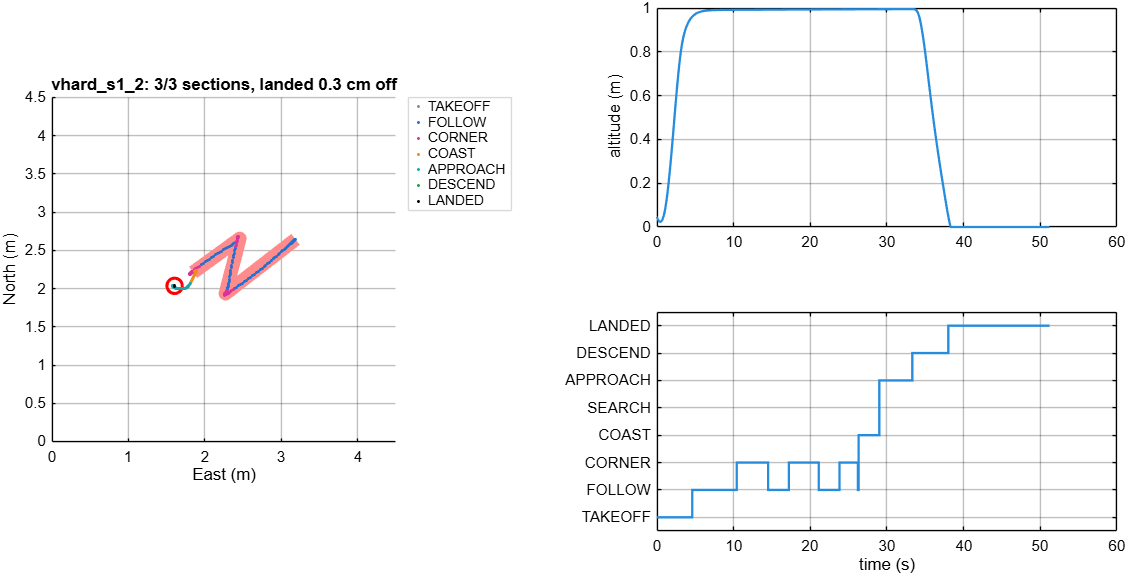 vhard_s1_2: 3/3 sections, landed 0.3 cm off
4.5
4
3.5
3
2.5
2
1.5
1
0.5
0
0 1 2 3 4
North (m)
East (m)
TAKEOFF
FOLLOW
CORNER
COAST
APPROACH
DESCEND
LANDED
1
0.8
0.6
0.4
0.2
0
0 10 20 30 40 50 60
altitude (m)
LANDED
DESCEND
APPROACH
SEARCH
COAST
CORNER
FOLLOW
TAKEOFF
0 10 20 30 40 50 60
time (s)